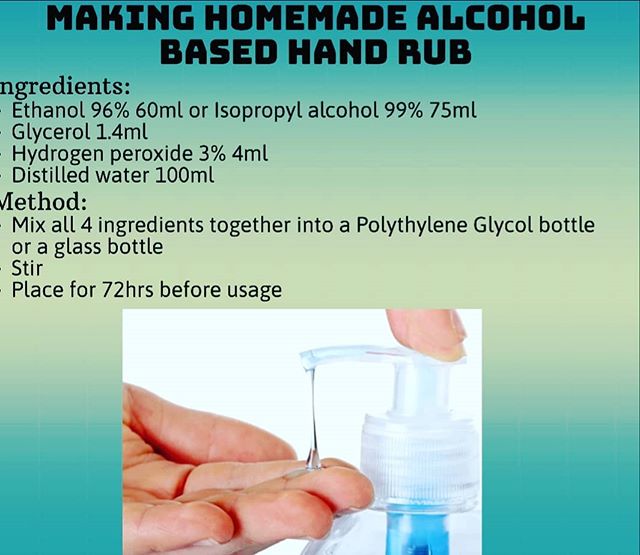 MAKING HOMEMADE ALCOHOL
BASED HAND RUB
ngredients:
- Ethanol 96% 60ml or Isopropyl alcohol 99% 75ml
- Glycerol 1.4ml
- Hydrogen peroxide 3% 4ml
- Distilled water 100ml
Method:
- Mix all 4 ingredients together into a Polythylene Glycol bottle
or a glass bottle
- Stir
- Place for 72hrs before usage